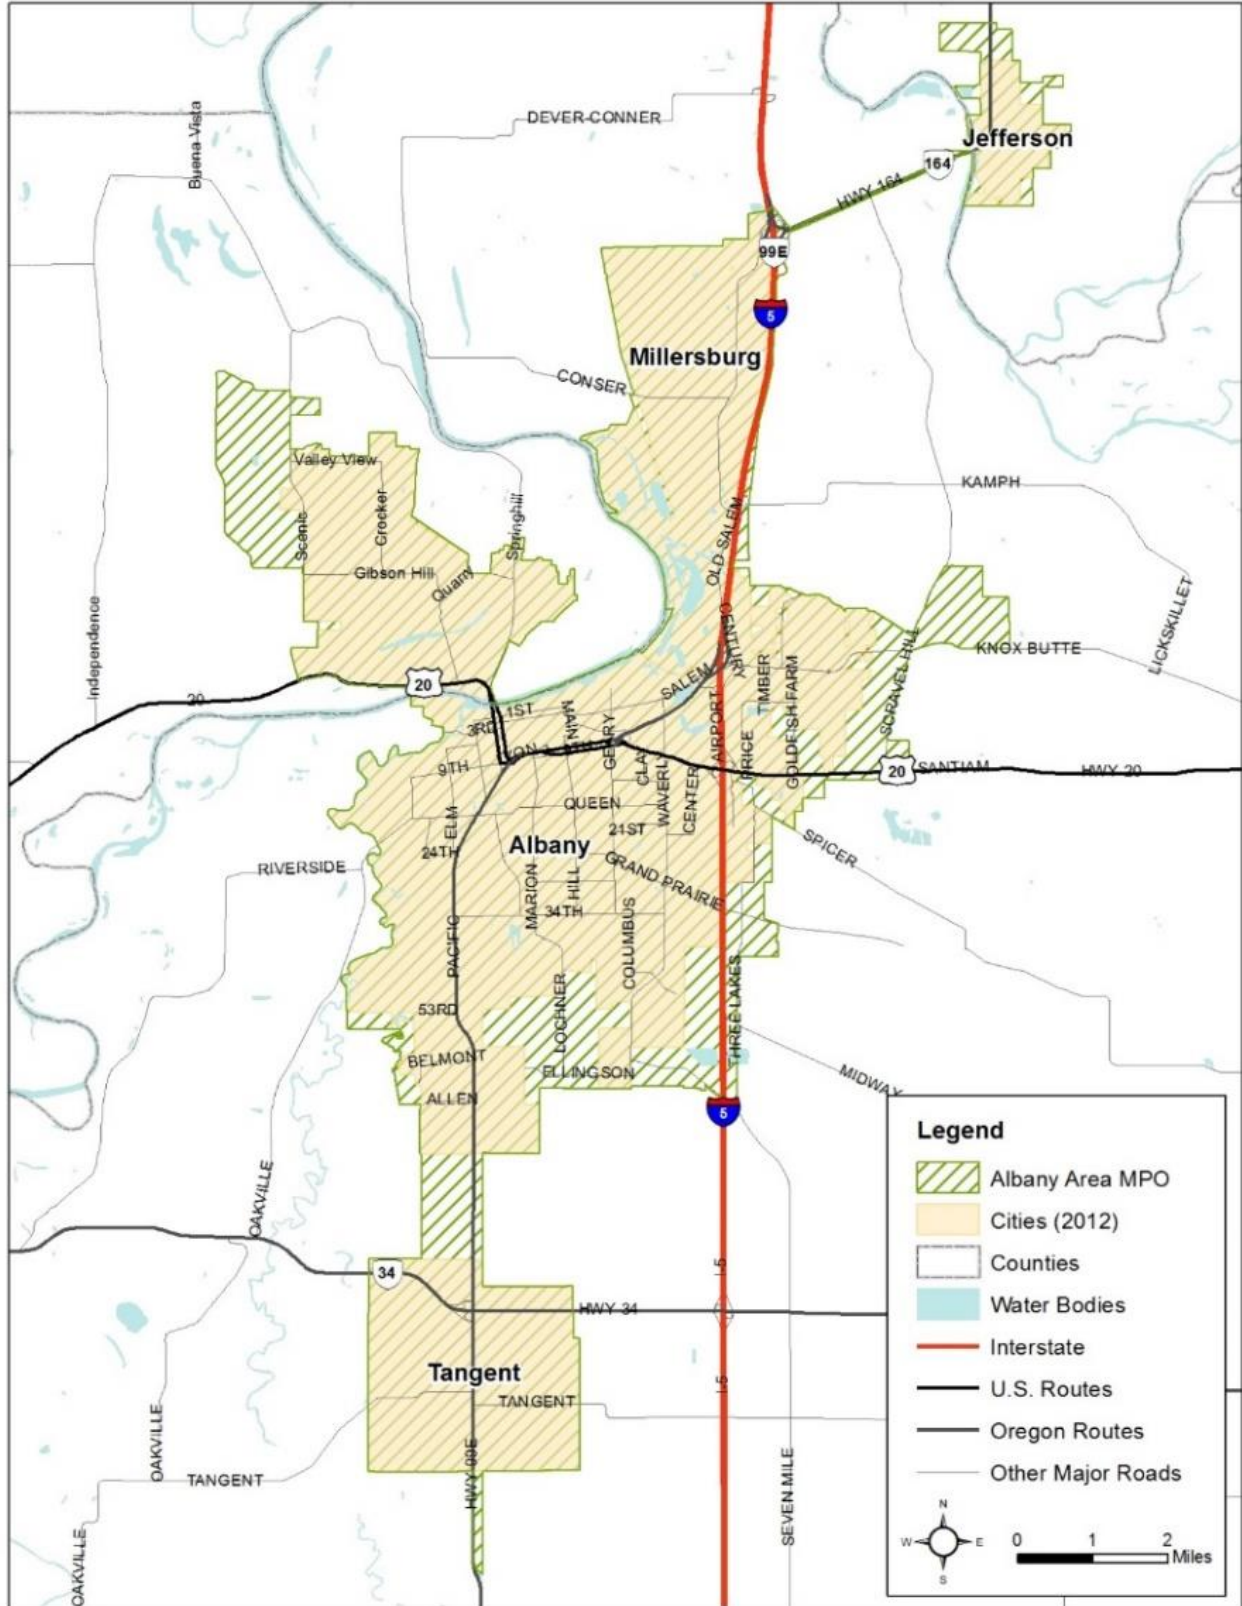 DEVER-CONNER
Buena Vista
Jefferson
164
HWY 164
99E
5
Millersburg
CONSER
Valley View
KAMPH
Crocker
Springhill
Scenic
OLD SALEM
Gibson Hill
Quarry
CENTURY
LICKSKILLET
Independence
KNOX BUTTE
SCRAVEL HILL
TIMBER
GOLDFISH FARM
SALEM
20
20
1ST
MAIN
3RD
GEARY
AIRPORT
PRICE
9TH
CLAY
WAVERLY
CENTER
20
SANTIAM
HWY 20
QUEEN
ELM
21ST
Albany
24TH
SPICER
RIVERSIDE
GRAND PRAIRIE
HILL
MARION
34TH
COLUMBUS
PACIFIC
THREE LAKES
53RD
LOCHNER
BELMONT
ELLINGSON
MIDWAY
ALLEN
5
OAKVILLE
34
I-5
HWY 34
Tangent
I-5
TANGENT
OAKVILLE
TANGENT
HWY 99E
SEVEN MILE
OAKVILLE
Legend
Albany Area MPO
Cities (2012)
Counties
Water Bodies
Interstate
U.S. Routes
Oregon Routes
Other Major Roads
N
W E
S
0 1 2
Miles